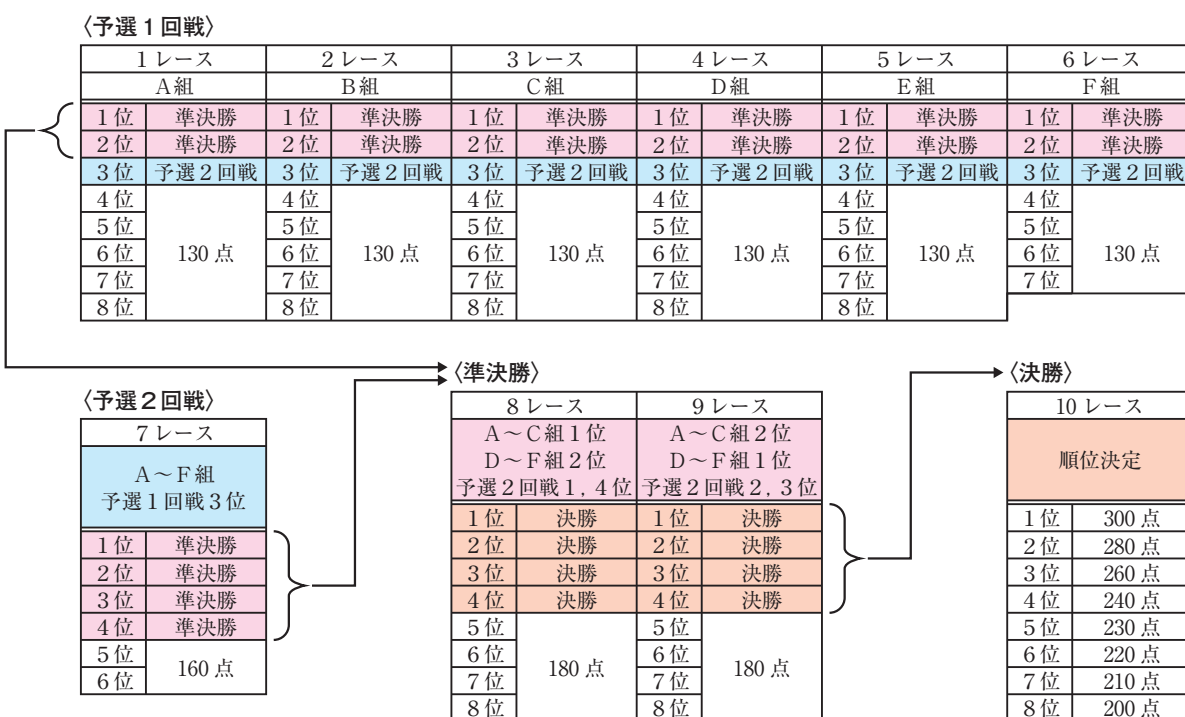 〈予選1回戦〉
1レース 2レース 3レース 4レース 5レース 6レース
A組 B組 C組 D組 E組 F組
1位 準決勝 1位 準決勝 1位 準決勝 1位 準決勝 1位 準決勝 1位 準決勝
2位 準決勝 2位 準決勝 2位 準決勝 2位 準決勝 2位 準決勝 2位 準決勝
3位 予選2回戦 3位 予選2回戦 3位 予選2回戦 3位 予選2回戦 3位 予選2回戦 3位 予選2回戦
4位 4位 4位 4位 4位 4位
5位 5位 5位 5位 5位 5位
6位 130点 6位 130点 6位 130点 6位 130点 6位 130点 6位 130点
7位 7位 7位 7位 7位 7位
8位 8位 8位 8位 8位
〈予選2回戦〉
7レース
A〜F組
予選1回戦3位
1位 準決勝
2位 準決勝
3位 準決勝
4位 準決勝
5位
160点
6位
〈準決勝〉
8レース 9レース
A〜C組1位 A〜C組2位
D〜F組2位 D〜F組1位
予選2回戦1,4位 予選2回戦2,3位
1位 決勝 1位 決勝
2位 決勝 2位 決勝
3位 決勝 3位 決勝
4位 決勝 4位 決勝
5位 5位
6位 6位
180点 180点
7位 7位
8位 8位
〈決勝〉
10レース
順位決定
1位 300点
2位 280点
3位 260点
4位 240点
5位 230点
6位 220点
7位 210点
8位 200点